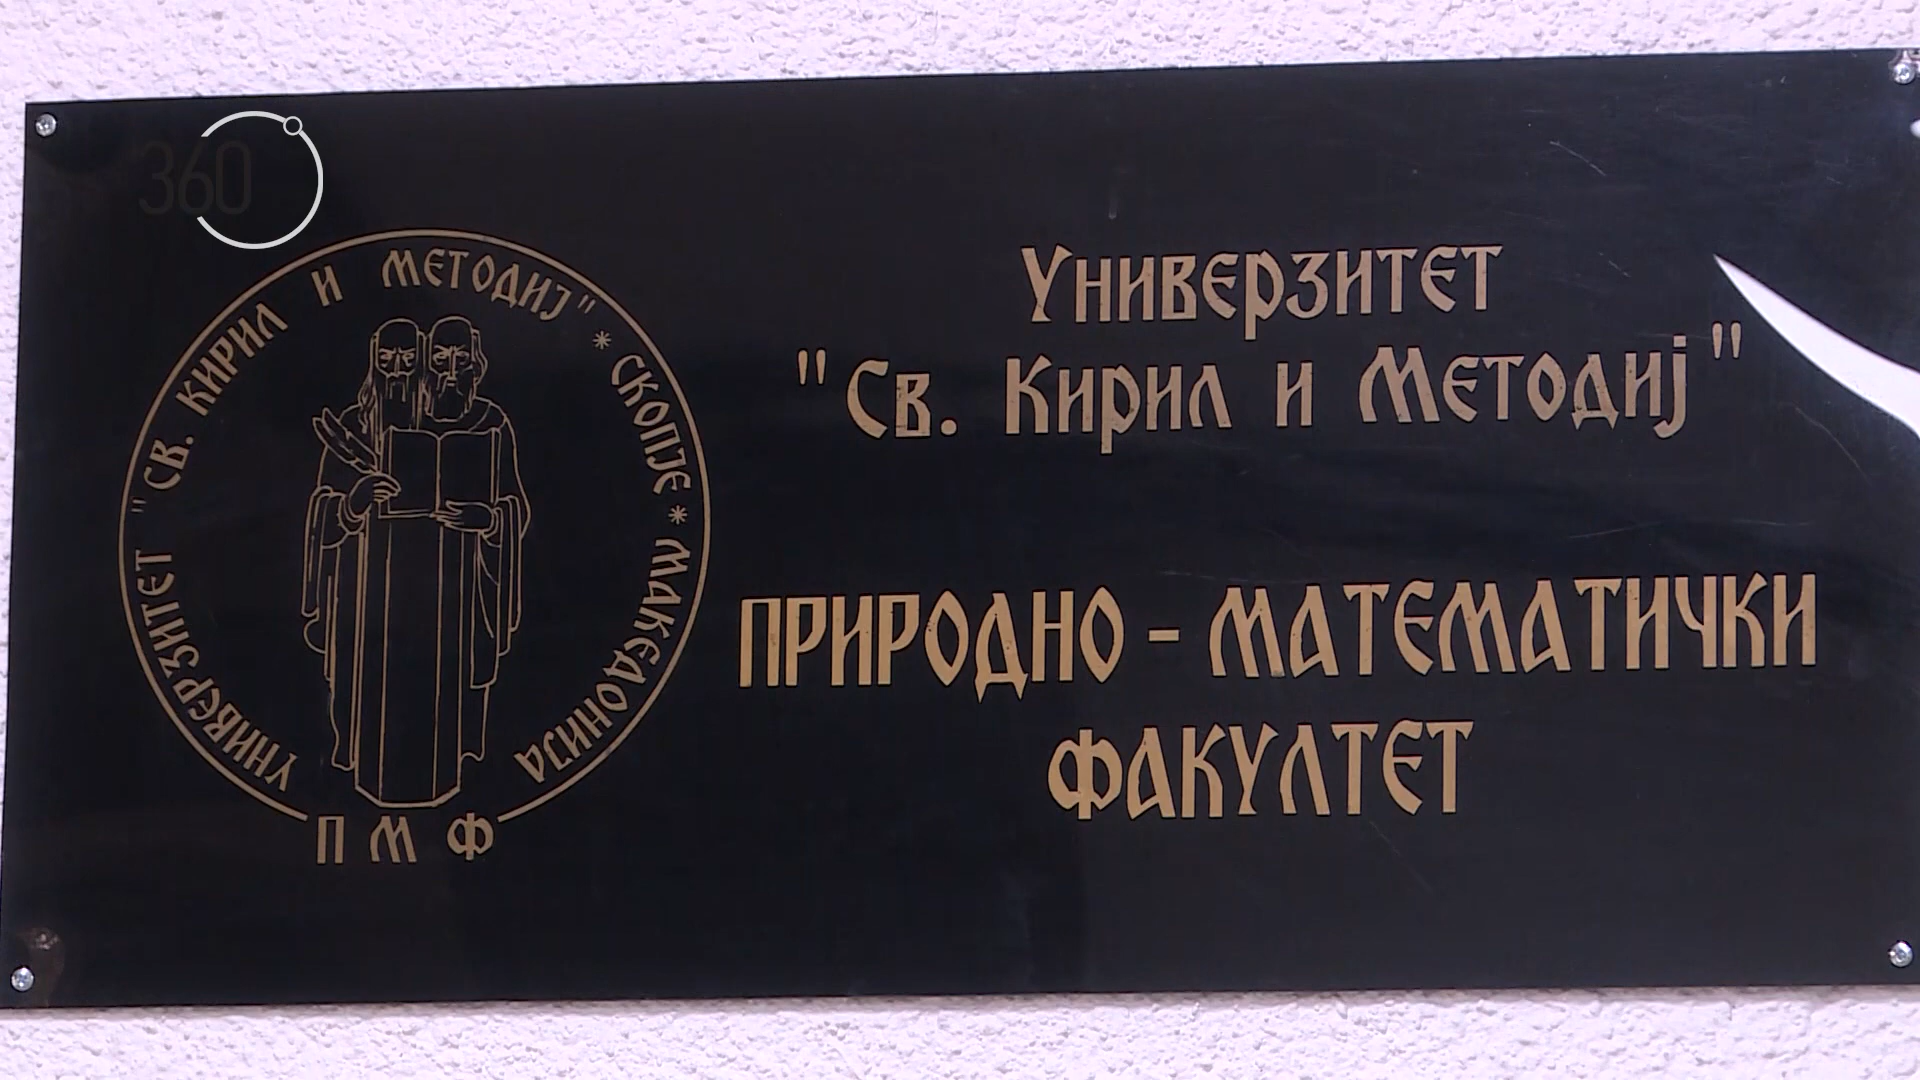 360
УНИВЕРЗИТЕТ "СВ. КИРИЛ И МЕТОДИЈ" * СКОПЈЕ * МАКЕДОНИЈА
П М Ф
Универзитет
"Св. Кирил и Методиј"
ПРИРОДНО - МАТЕМАТИЧКИ
ФАКУЛТЕТ